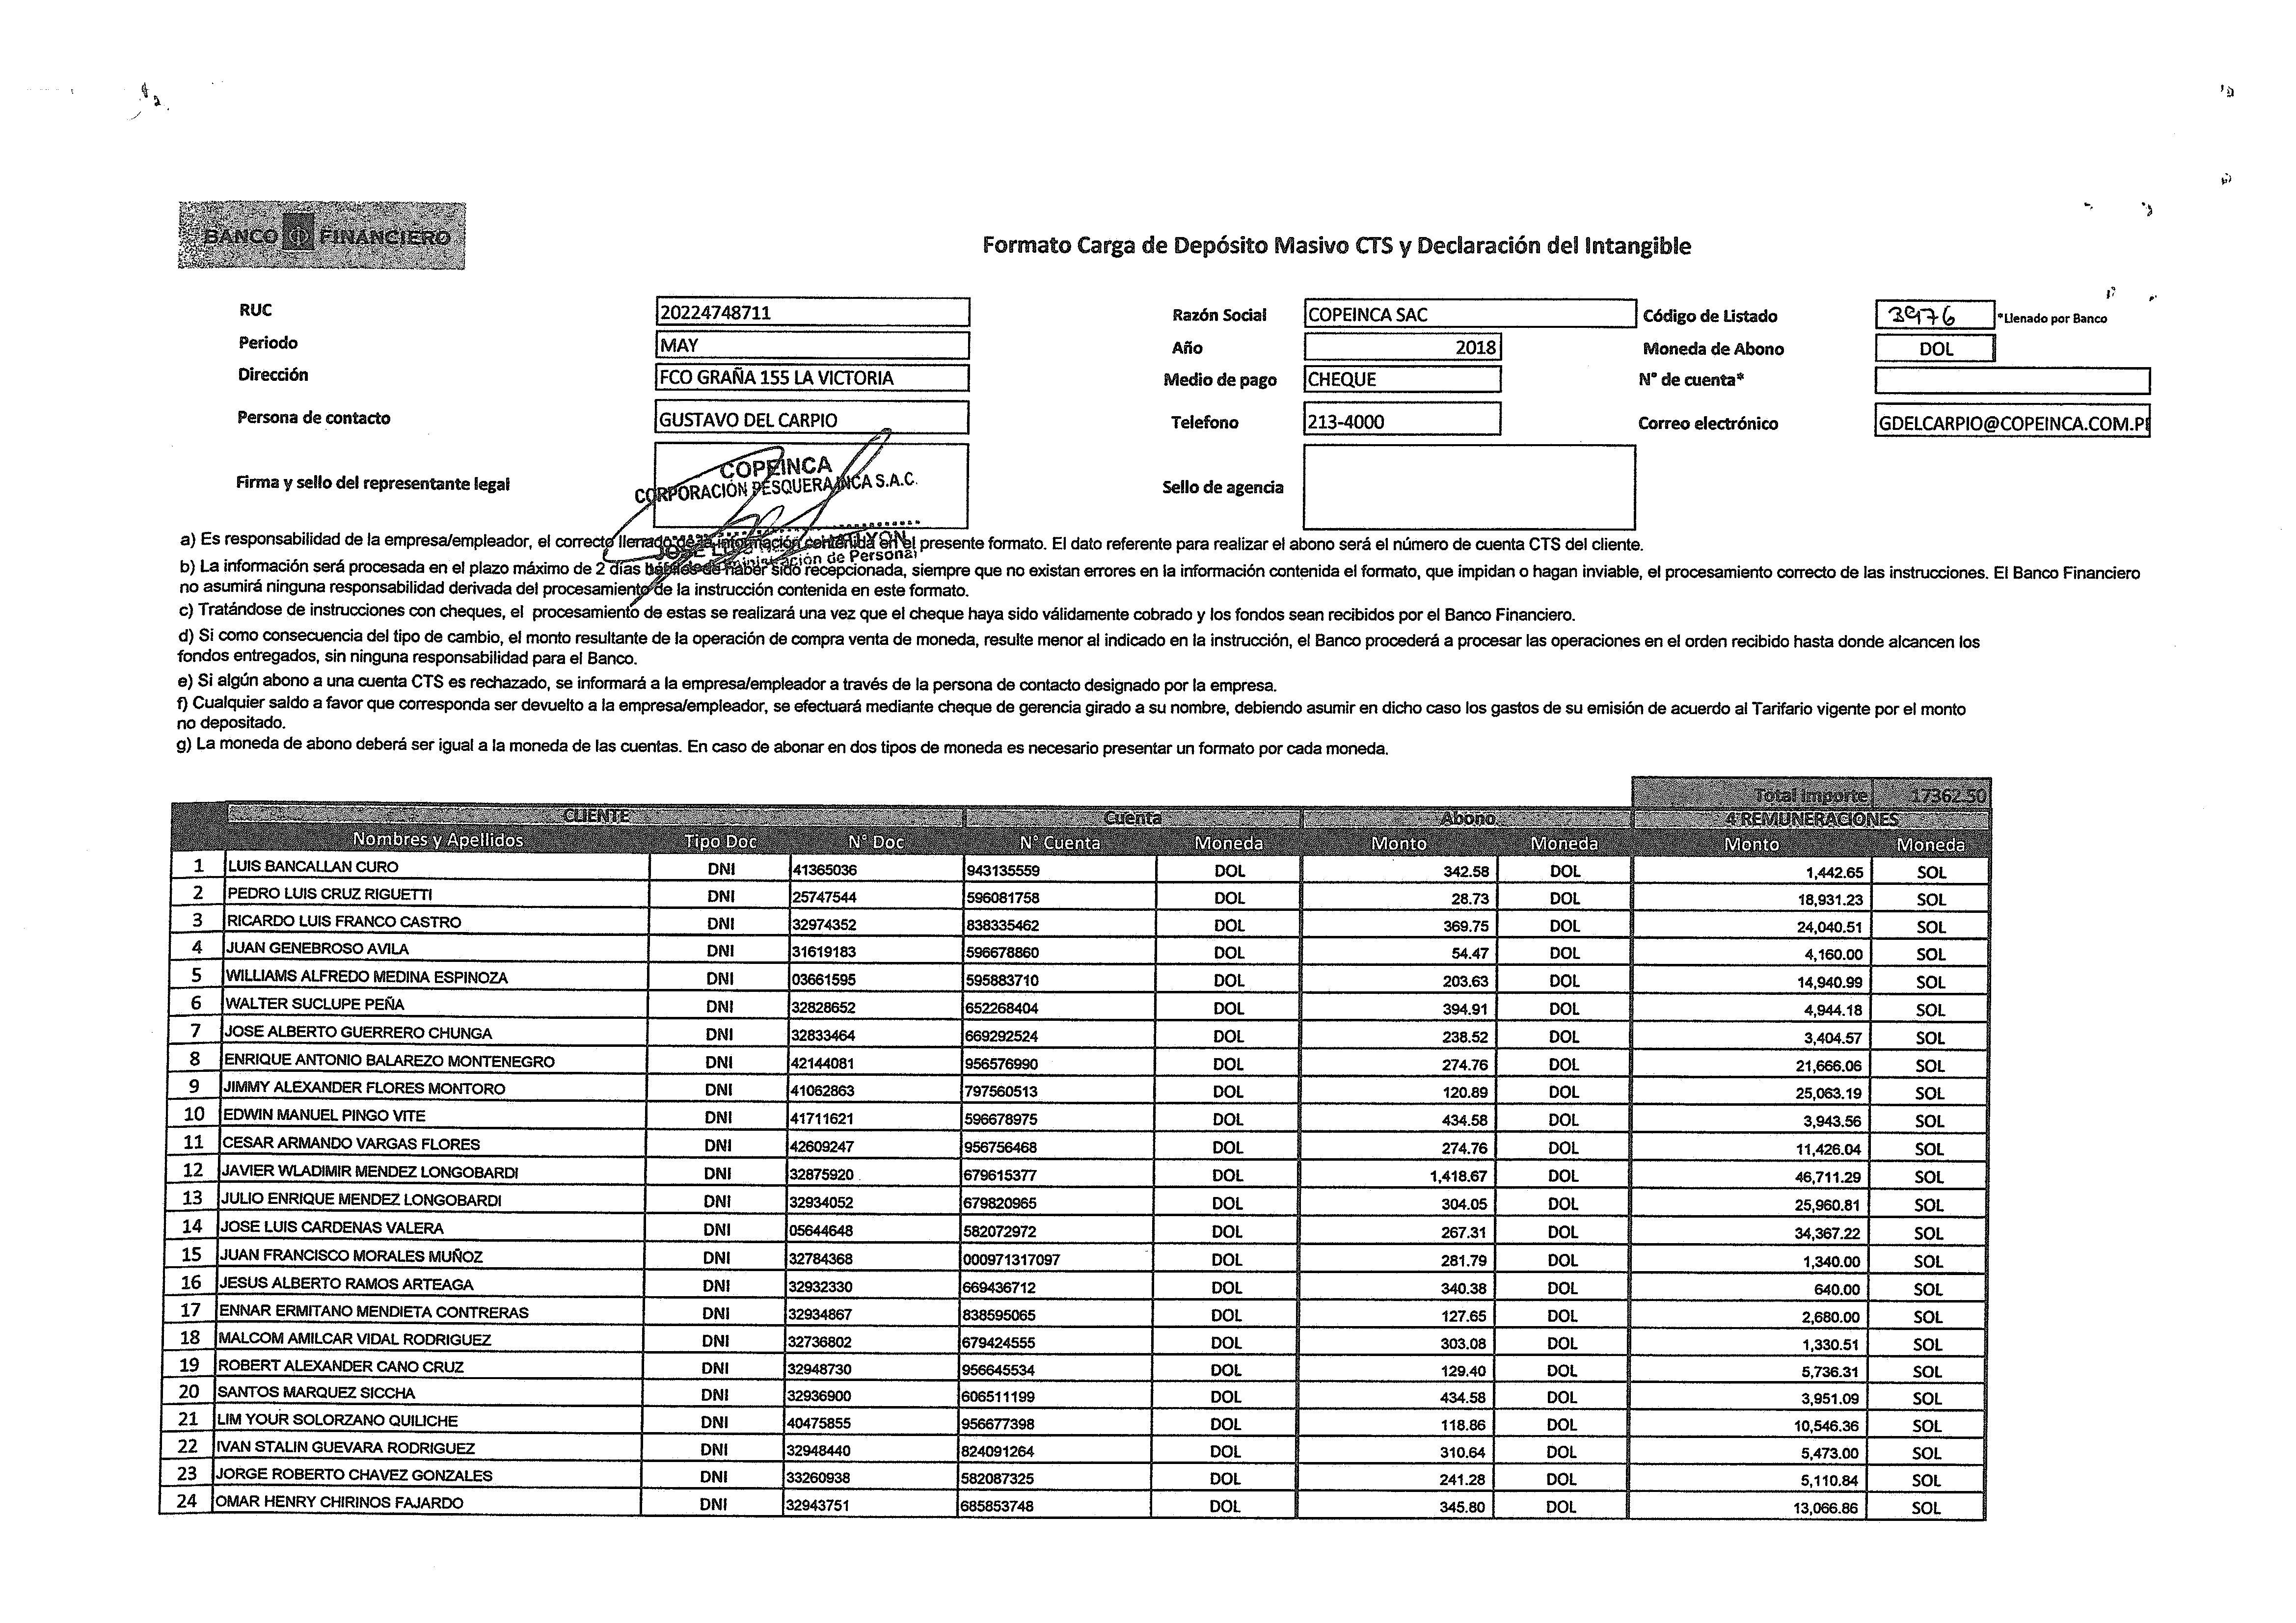 BANCO FINANCIERO
Formato Carga de Depósito Masivo CTS y Declaración del Intangible
RUC 20224748711 Razón Social COPEINCA SAC Código de Listado 3976 *Llenado por Banco
Periodo MAY Año 2018 Moneda de Abono DOL
Dirección FCO GRAÑA 155 LA VICTORIA Medio de pago CHEQUE N° de cuenta*
Persona de contacto GUSTAVO DEL CARPIO Telefono 213-4000 Correo electrónico GDELCARPIO@COPEINCA.COM.PE
COPEINCA
CORPORACIÓN PESQUERA INCA S.A.C.
Firma y sello del representante legal Sello de agencia
a) Es responsabilidad de la empresa/empleador, el correcto llenado de la información contenida en el presente formato. El dato referente para realizar el abono será el número de cuenta CTS del cliente.
b) La información será procesada en el plazo máximo de 2 días hábiles de haber sido recepcionada, siempre que no existan errores en la información contenida el formato, que impidan o hagan inviable, el procesamiento correcto de las instrucciones. El Banco Financiero
no asumirá ninguna responsabilidad derivada del procesamiento de la instrucción contenida en este formato.
c) Tratándose de instrucciones con cheques, el procesamiento de estas se realizará una vez que el cheque haya sido válidamente cobrado y los fondos sean recibidos por el Banco Financiero.
d) Si como consecuencia del tipo de cambio, el monto resultante de la operación de compra venta de moneda, resulte menor al indicado en la instrucción, el Banco procederá a procesar las operaciones en el orden recibido hasta donde alcancen los
fondos entregados, sin ninguna responsabilidad para el Banco.
e) Si algún abono a una cuenta CTS es rechazado, se informará a la empresa/empleador a través de la persona de contacto designado por la empresa.
f) Cualquier saldo a favor que corresponda ser devuelto a la empresa/empleador, se efectuará mediante cheque de gerencia girado a su nombre, debiendo asumir en dicho caso los gastos de su emisión de acuerdo al Tarifario vigente por el monto
no depositado.
g) La moneda de abono deberá ser igual a la moneda de las cuentas. En caso de abonar en dos tipos de moneda es necesario presentar un formato por cada moneda.
Total Importe 17362.50
CLIENTE Cuenta Abono 4 REMUNERACIONES
Nombres y Apellidos Tipo Doc N° Doc N° Cuenta Moneda Monto Moneda Monto Moneda
1 LUIS BANCALLAN CURO DNI 41365036 943135559 DOL 342.58 DOL 1,442.65 SOL
2 PEDRO LUIS CRUZ RIGUETTI DNI 25747544 596081758 DOL 28.73 DOL 18,931.23 SOL
3 RICARDO LUIS FRANCO CASTRO DNI 32974352 838335462 DOL 369.75 DOL 24,040.51 SOL
4 JUAN GENEBROSO AVILA DNI 31619183 596678860 DOL 54.47 DOL 4,160.00 SOL
5 WILLIAMS ALFREDO MEDINA ESPINOZA DNI 03661595 595883710 DOL 203.63 DOL 14,940.99 SOL
6 WALTER SUCLUPE PEÑA DNI 32828652 652268404 DOL 394.91 DOL 4,944.18 SOL
7 JOSE ALBERTO GUERRERO CHUNGA DNI 32833464 669292524 DOL 238.52 DOL 3,404.57 SOL
8 ENRIQUE ANTONIO BALAREZO MONTENEGRO DNI 42144081 956576990 DOL 274.76 DOL 21,666.06 SOL
9 JIMMY ALEXANDER FLORES MONTORO DNI 41062863 797560513 DOL 120.89 DOL 25,063.19 SOL
10 EDWIN MANUEL PINGO VITE DNI 41711621 596678975 DOL 434.58 DOL 3,943.56 SOL
11 CESAR ARMANDO VARGAS FLORES DNI 42609247 956756468 DOL 274.76 DOL 11,426.04 SOL
12 JAVIER WLADIMIR MENDEZ LONGOBARDI DNI 32875920 679615377 DOL 1,418.67 DOL 46,711.29 SOL
13 JULIO ENRIQUE MENDEZ LONGOBARDI DNI 32934052 679820965 DOL 304.05 DOL 25,960.81 SOL
14 JOSE LUIS CARDENAS VALERA DNI 05644648 582072972 DOL 267.31 DOL 34,367.22 SOL
15 JUAN FRANCISCO MORALES MUÑOZ DNI 32784368 000971317097 DOL 281.79 DOL 1,340.00 SOL
16 JESUS ALBERTO RAMOS ARTEAGA DNI 32932330 669436712 DOL 340.38 DOL 640.00 SOL
17 ENNAR ERMITANO MENDIETA CONTRERAS DNI 32934867 838595065 DOL 127.65 DOL 2,680.00 SOL
18 MALCOM AMILCAR VIDAL RODRIGUEZ DNI 32736802 679424555 DOL 303.08 DOL 1,330.51 SOL
19 ROBERT ALEXANDER CANO CRUZ DNI 32948730 956645534 DOL 129.40 DOL 5,736.31 SOL
20 SANTOS MARQUEZ SICCHA DNI 32936900 606511199 DOL 434.58 DOL 3,951.09 SOL
21 LIM YOUR SOLORZANO QUILICHE DNI 40475855 956677398 DOL 118.86 DOL 10,546.36 SOL
22 IVAN STALIN GUEVARA RODRIGUEZ DNI 32948440 824091264 DOL 310.64 DOL 5,473.00 SOL
23 JORGE ROBERTO CHAVEZ GONZALES DNI 33260938 582087325 DOL 241.28 DOL 5,110.84 SOL
24 OMAR HENRY CHIRINOS FAJARDO DNI 32943751 685853748 DOL 345.80 DOL 13,066.86 SOL